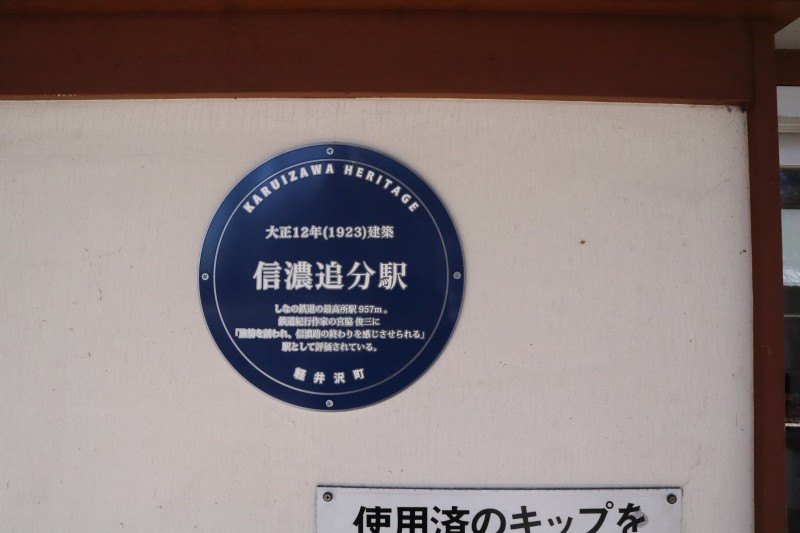 KARUIZAWA HERITAGE
大正12年(1923)建築
信濃追分駅
しなの鉄道の最高所駅 957m。
鉄道紀行作家の宮脇 俊三に
「旅情を誘われ、信濃路の終わりを感じさせられる」
駅として評価されている。
軽井沢町
使用済のキップを